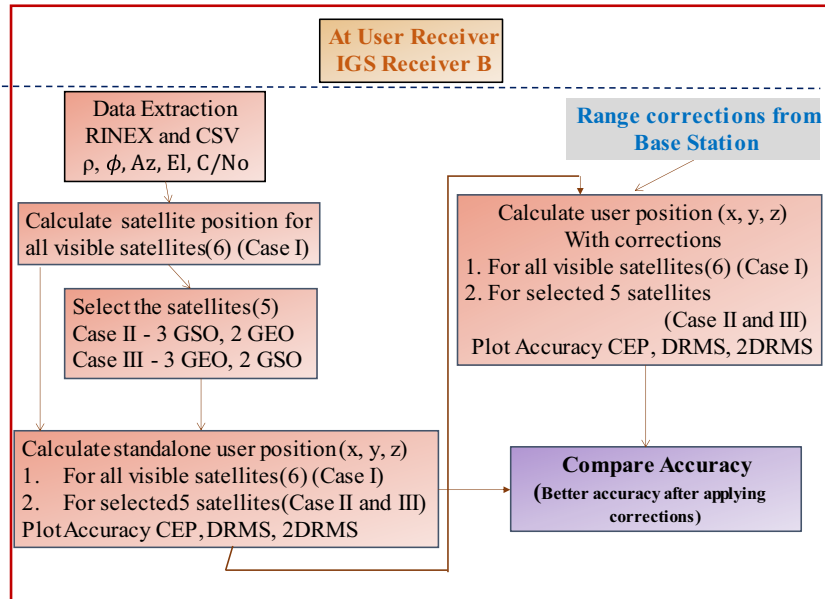 At User Receiver
IGS Receiver B
Data Extraction
RINEX and CSV
ρ, ϕ, Az, El, C/No
Range corrections from
Base Station
Calculate satellite position for
all visible satellites(6) (Case I)
Select the satellites(5)
Case II - 3 GSO, 2 GEO
Case III - 3 GEO, 2 GSO
Calculate standalone user position (x, y, z)
1. For all visible satellites(6) (Case I)
2. For selected 5 satellites(Case II and III)
Plot Accuracy CEP, DRMS, 2DRMS
Calculate user position (x, y, z)
With corrections
1. For all visible satellites(6) (Case I)
2. For selected 5 satellites
(Case II and III)
Plot Accuracy CEP, DRMS, 2DRMS
Compare Accuracy
(Better accuracy after applying
corrections)